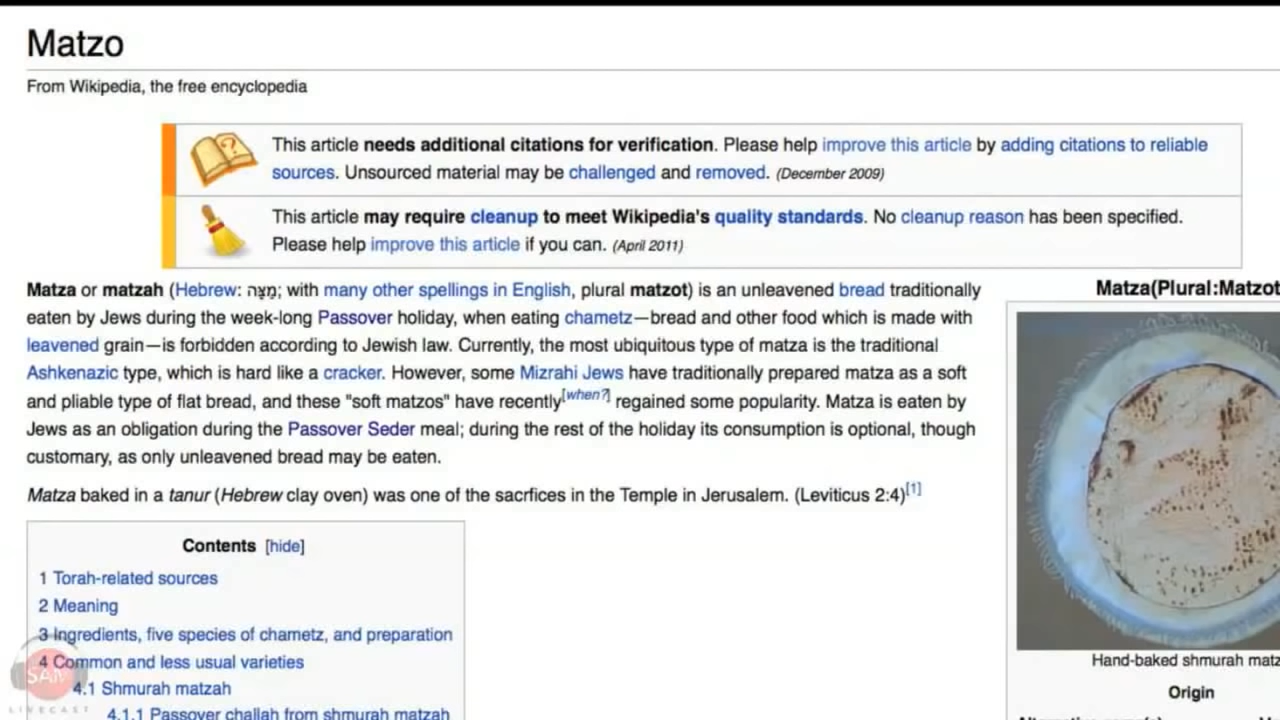 Matzo
From Wikipedia, the free encyclopedia
This article needs additional citations for verification. Please help improve this article by adding citations to reliable
sources. Unsourced material may be challenged and removed. (December 2009)
This article may require cleanup to meet Wikipedia's quality standards. No cleanup reason has been specified.
Please help improve this article if you can. (April 2011)
Matza or matzah (Hebrew: מַצָּה; with many other spellings in English, plural matzot) is an unleavened bread traditionally
eaten by Jews during the week-long Passover holiday, when eating chametz—bread and other food which is made with
leavened grain—is forbidden according to Jewish law. Currently, the most ubiquitous type of matza is the traditional
Ashkenazic type, which is hard like a cracker. However, some Mizrahi Jews have traditionally prepared matza as a soft
and pliable type of flat bread, and these "soft matzos" have recently[when?] regained some popularity. Matza is eaten by
Jews as an obligation during the Passover Seder meal; during the rest of the holiday its consumption is optional, though
customary, as only unleavened bread may be eaten.
Matza baked in a tanur (Hebrew clay oven) was one of the sacrfices in the Temple in Jerusalem. (Leviticus 2:4)[1]
Contents [hide]
1 Torah-related sources
2 Meaning
3 Ingredients, five species of chametz, and preparation
4 Common and less usual varieties
4.1 Shmurah matzah
4.1.1 Passover challah from shmurah matzah
Matza(Plural:Matzot
Hand-baked shmurah matz
Origin
SAM
LIVECAST